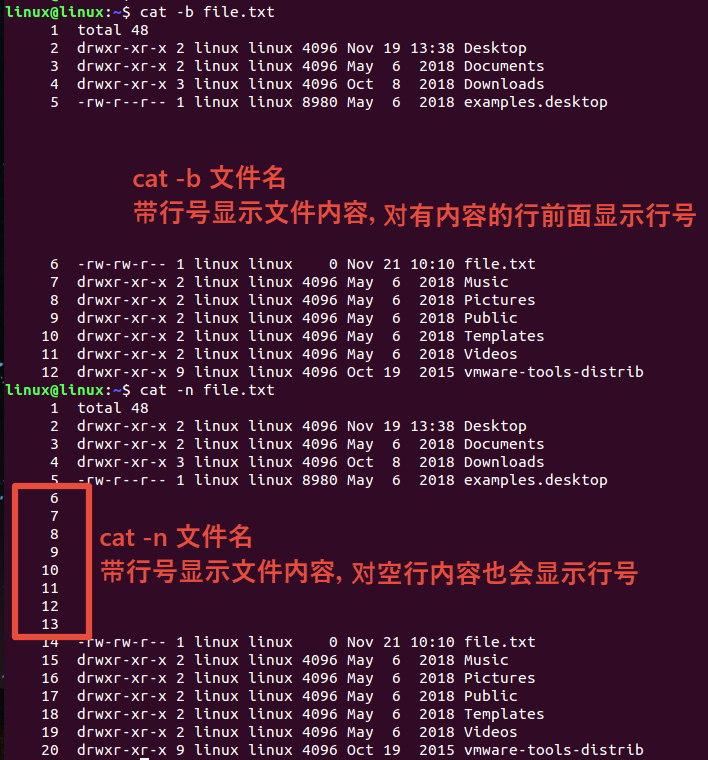 linux@linux:~$ cat -b file.txt
     1  total 48
     2  drwxr-xr-x 2 linux linux 4096 Nov 19 13:38 Desktop
     3  drwxr-xr-x 2 linux linux 4096 May  6  2018 Documents
     4  drwxr-xr-x 3 linux linux 4096 Oct  8  2018 Downloads
     5  -rw-r--r-- 1 linux linux 8980 May  6  2018 examples.desktop
cat -b 文件名
带行号显示文件内容, 对有内容的行前面显示行号
     6  -rw-rw-r-- 1 linux linux    0 Nov 21 10:10 file.txt
     7  drwxr-xr-x 2 linux linux 4096 May  6  2018 Music
     8  drwxr-xr-x 2 linux linux 4096 May  6  2018 Pictures
     9  drwxr-xr-x 2 linux linux 4096 May  6  2018 Public
    10  drwxr-xr-x 2 linux linux 4096 May  6  2018 Templates
    11  drwxr-xr-x 2 linux linux 4096 May  6  2018 Videos
    12  drwxr-xr-x 9 linux linux 4096 Oct 19  2015 vmware-tools-distrib
linux@linux:~$ cat -n file.txt
     1  total 48
     2  drwxr-xr-x 2 linux linux 4096 Nov 19 13:38 Desktop
     3  drwxr-xr-x 2 linux linux 4096 May  6  2018 Documents
     4  drwxr-xr-x 3 linux linux 4096 Oct  8  2018 Downloads
     5  -rw-r--r-- 1 linux linux 8980 May  6  2018 examples.desktop
     6
     7
     8
cat -n 文件名
     9
    10
带行号显示文件内容, 对空行内容也会显示行号
    11
    12
    13
    14  -rw-rw-r-- 1 linux linux    0 Nov 21 10:10 file.txt
    15  drwxr-xr-x 2 linux linux 4096 May  6  2018 Music
    16  drwxr-xr-x 2 linux linux 4096 May  6  2018 Pictures
    17  drwxr-xr-x 2 linux linux 4096 May  6  2018 Public
    18  drwxr-xr-x 2 linux linux 4096 May  6  2018 Templates
    19  drwxr-xr-x 2 linux linux 4096 May  6  2018 Videos
    20  drwxr-xr-x 9 linux linux 4096 Oct 19  2015 vmware-tools-distrib